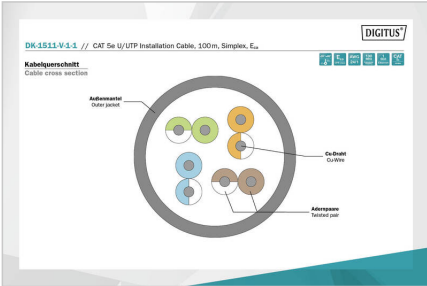 DIGITUS®
DK-1511-V-1-1 // CAT 5e U/UTP Installation Cable, 100 m, Simplex, Eca
Kabelquerschnitt
Cable cross section
Außenmantel
Outer jacket
Cu-Draht
Cu-Wire
Adernpaare
Twisted pair